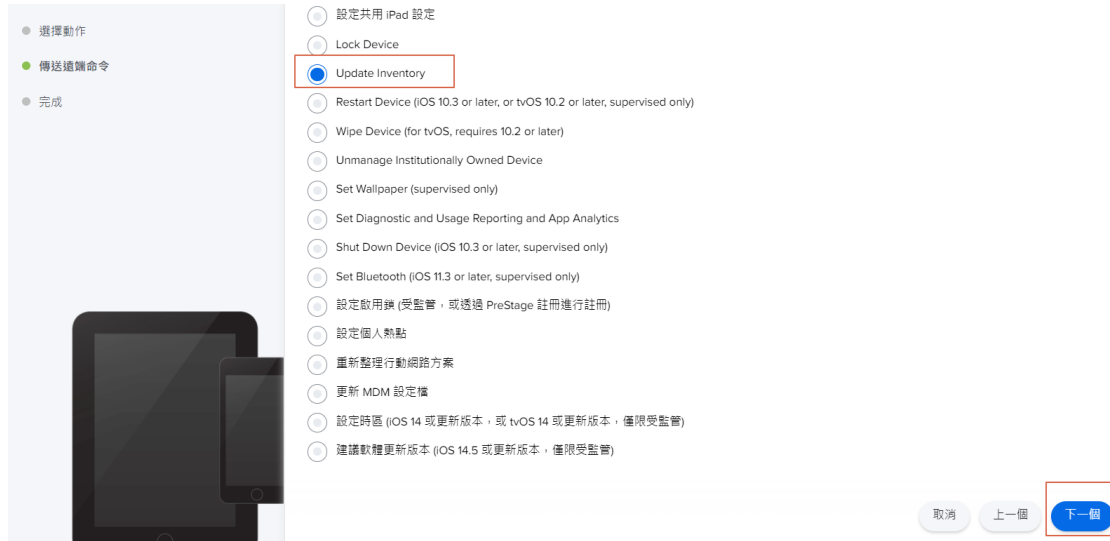 選擇動作
傳送遠端命令
完成
設定共用 iPad 設定
Lock Device
Update Inventory
Restart Device (iOS 10.3 or later, or tvOS 10.2 or later, supervised only)
Wipe Device (for tvOS, requires 10.2 or later)
Unmanage Institutionally Owned Device
Set Wallpaper (supervised only)
Set Diagnostic and Usage Reporting and App Analytics
Shut Down Device (iOS 10.3 or later, supervised only)
Set Bluetooth (iOS 11.3 or later, supervised only)
設定啟用鎖 (受監管，或透過 PreStage 註冊進行註冊)
設定個人熱點
重新整理行動網路方案
更新 MDM 設定檔
設定時區 (iOS 14 或更新版本，或 tvOS 14 或更新版本，僅限受監管)
建議軟體更新版本 (iOS 14.5 或更新版本，僅限受監管)
取消
上一個
下一個